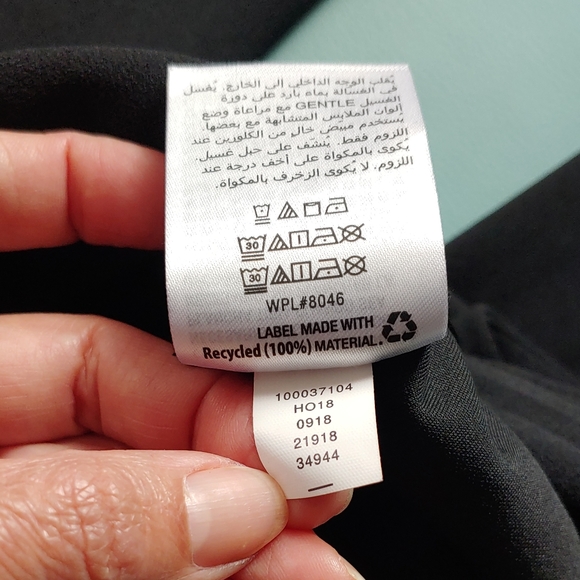 يُقلب الوجه الداخلي إلى الخارج. يُغسل
في الغسالة بماء بارد على دورة
الغسيل GENTLE مع مراعاة وضع
ألوان الملابس المتشابهة مع بعضها.
يُستخدم مبيض خال من الكلورين عند
اللزوم فقط. يُنشّف على حبل غسيل.
يكوى بالمكواة على أخف درجة عند
اللزوم. لا يُكوى الزخرف بالمكواة.
30
30
WPL#8046
LABEL MADE WITH
Recycled (100%) MATERIAL.
100037104
HO18
0918
21918
34944